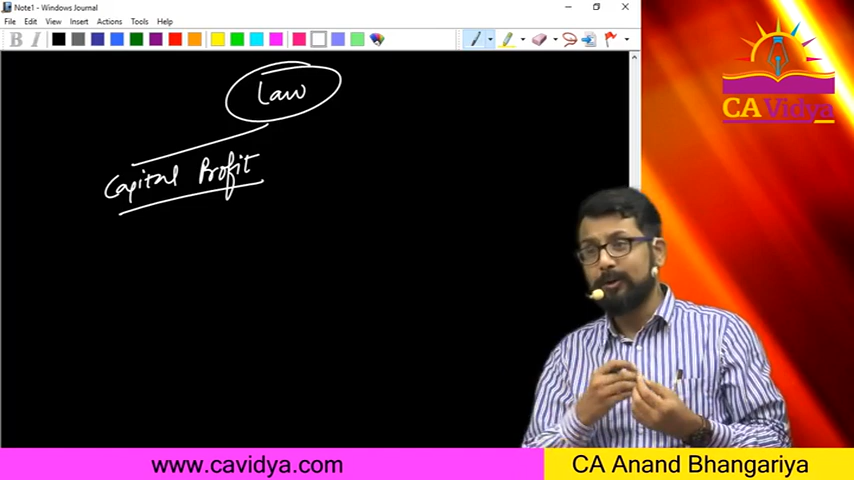 Note1 - Windows Journal
File Edit View Insert Actions Tools Help
B I
Law
Capital Profit
CA Vidya
www.cavidya.com
CA Anand Bhangariya